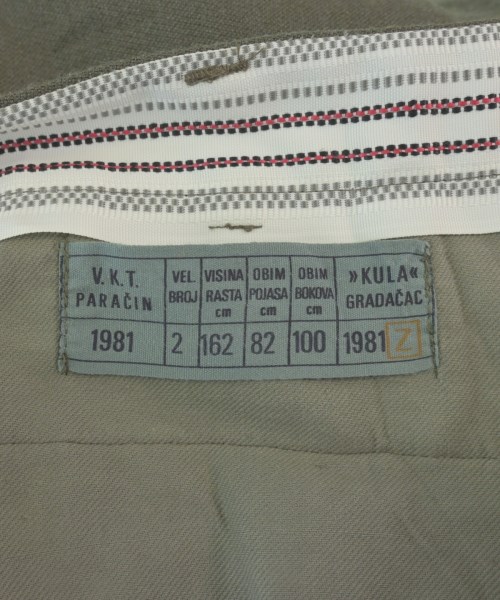 V.K.T.
PARAČIN
1981
VEL.
BROJ
2
VISINA
RASTA
cm
162
OBIM
POJASA
cm
82
OBIM
BOKOVA
cm
100
»KULA«
GRADAČAC
1981 Z